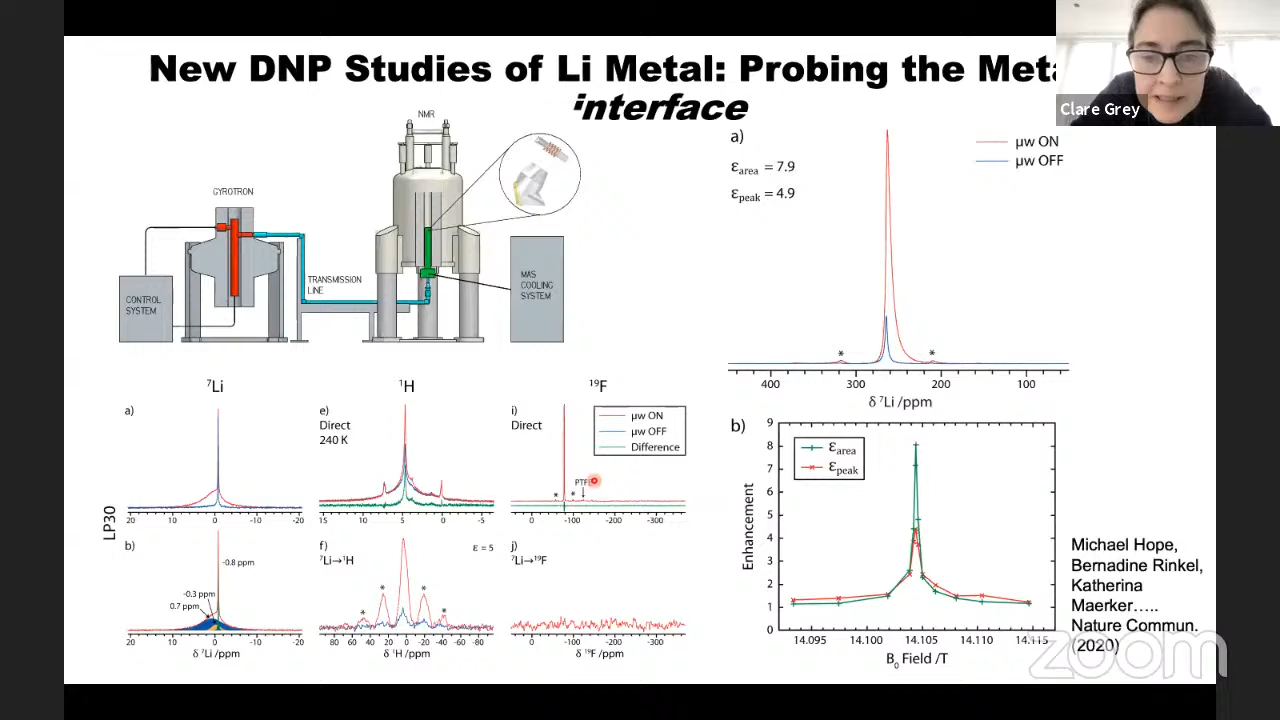 New DNP Studies of Li Metal: Probing the Meta
interface
Clare Grey
NMR
GYROTRON
TRANSMISSION
LINE
CONTROL
SYSTEM
MAS
COOLING
SYSTEM
a)
εarea = 7.9
εpeak = 4.9
μw ON
μw OFF
*
*
400 300 200 100
δ ⁷Li /ppm
⁷Li
¹H
¹⁹F
LP30
a)
20 10 0 -10 -20
e)
Direct
240 K
15 10 5 0 -5
i)
Direct
μw ON
μw OFF
Difference
* * PTFE
0 -100 -200 -300
b)
-0.8 ppm
-0.3 ppm
0.7 ppm
20 10 0 -10 -20
δ ⁷Li /ppm
f)
⁷Li→¹H
ε = 5
* * * *
80 60 40 20 0 -20 -40 -60 -80
δ ¹H /ppm
j)
⁷Li→¹⁹F
0 -100 -200 -300
δ ¹⁹F /ppm
b)
εarea
εpeak
Enhancement
9
8
7
6
5
4
3
2
1
0
14.095 14.100 14.105 14.110 14.115
B₀ Field /T
Michael Hope,
Bernadine Rinkel,
Katherina
Maerker.....
Nature Commun.
(2020)
zoom